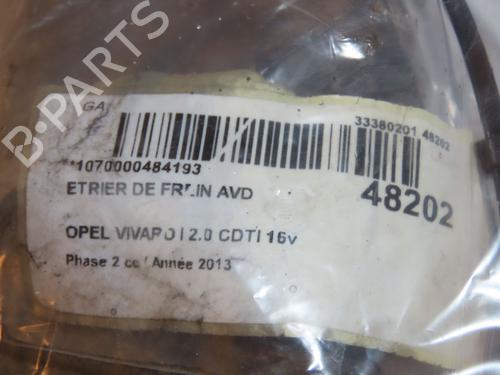 B-PARTS
GA
33380201 48202
*1070000484193
48202
ETRIER DE FREIN AVD
OPEL VIVARO I 2.0 CDTI 16v
Phase 2 Année 2013